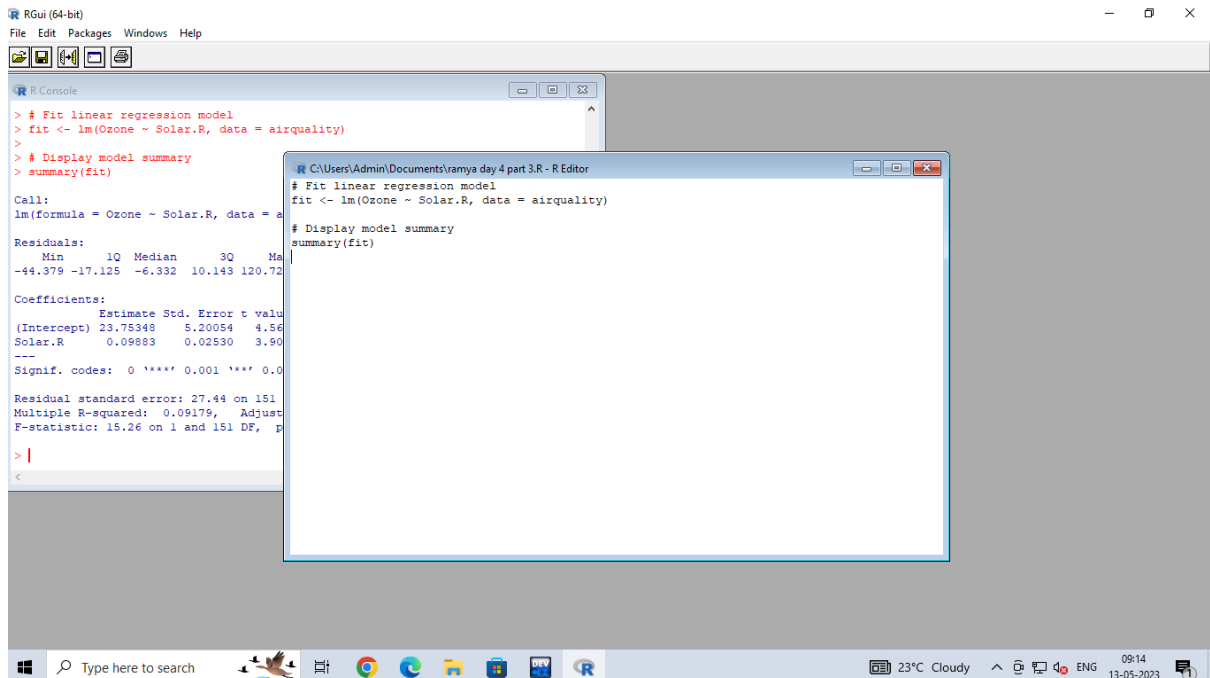 RGui (64-bit)
File Edit Packages Windows Help
R Console
> # Fit linear regression model
> fit <- lm(Ozone ~ Solar.R, data = airquality)
>
> # Display model summary
> summary(fit)
Call:
lm(formula = Ozone ~ Solar.R, data = a
Residuals:
Min 1Q Median 3Q Ma
-44.379 -17.125 -6.332 10.143 120.72
Coefficients:
Estimate Std. Error t valu
(Intercept) 23.75348 5.20054 4.56
Solar.R 0.09883 0.02530 3.90
---
Signif. codes: 0 ‘***’ 0.001 ‘**’ 0.0
Residual standard error: 27.44 on 151
Multiple R-squared: 0.09179, Adjust
F-statistic: 15.26 on 1 and 151 DF, p
>
C:\Users\Admin\Documents\ramya day 4 part 3.R - R Editor
# Fit linear regression model
fit <- lm(Ozone ~ Solar.R, data = airquality)
# Display model summary
summary(fit)
Type here to search
DEV
23°C Cloudy
ENG
09:14
13-05-2023
1